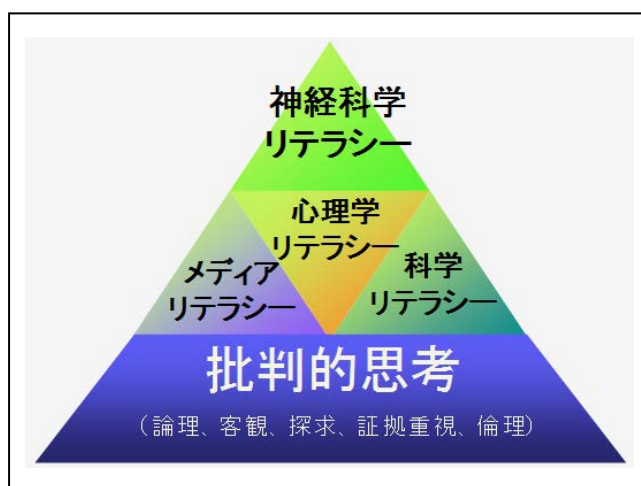 神経科学
リテラシー
心理学
リテラシー
メディア
リテラシー
科学
リテラシー
批判的思考
（論理、客観、探求、証拠重視、倫理）